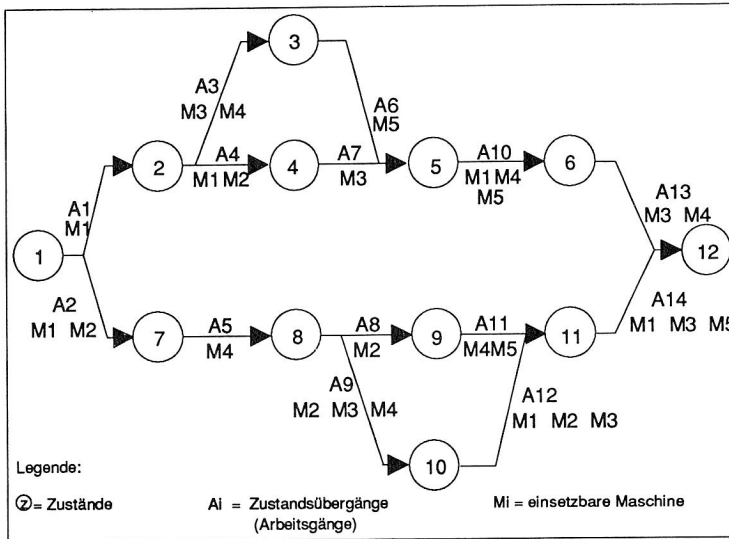 3
A3
M3 M4
A6
M5
2
A4
M1 M2
4
A7
M3
5
A10
M1 M4
M5
6
A1
M1
A13
M3 M4
1
12
A2
M1 M2
7
A5
M4
8
A8
M2
9
A11
M4M5
11
A14
M1 M3 M5
A9
M2 M3 M4
A12
M1 M2 M3
10
Legende:
z = Zustände
Ai = Zustandsübergänge
(Arbeitsgänge)
Mi = einsetzbare Maschine